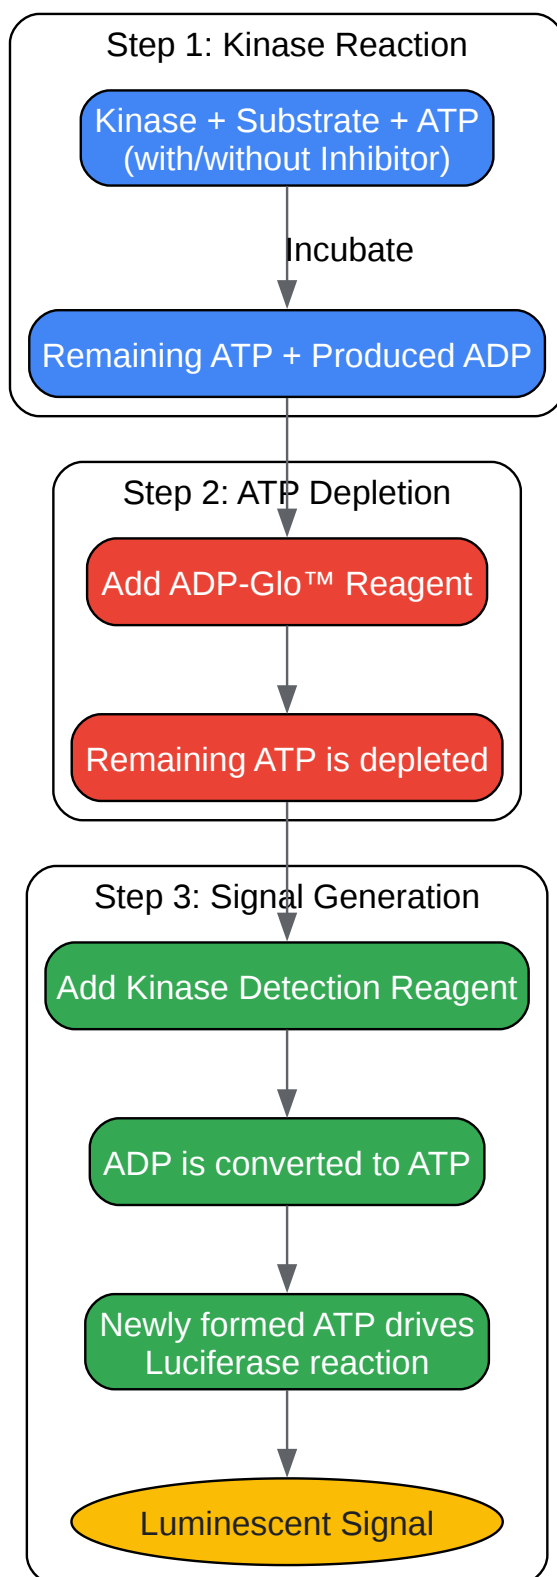 Step 1: Kinase Reaction
Kinase + Substrate + ATP
(with/without Inhibitor)
Incubate
Remaining ATP + Produced ADP
Step 2: ATP Depletion
Add ADP-Glo™ Reagent
Remaining ATP is depleted
Step 3: Signal Generation
Add Kinase Detection Reagent
ADP is converted to ATP
Newly formed ATP drives
Luciferase reaction
Luminescent Signal